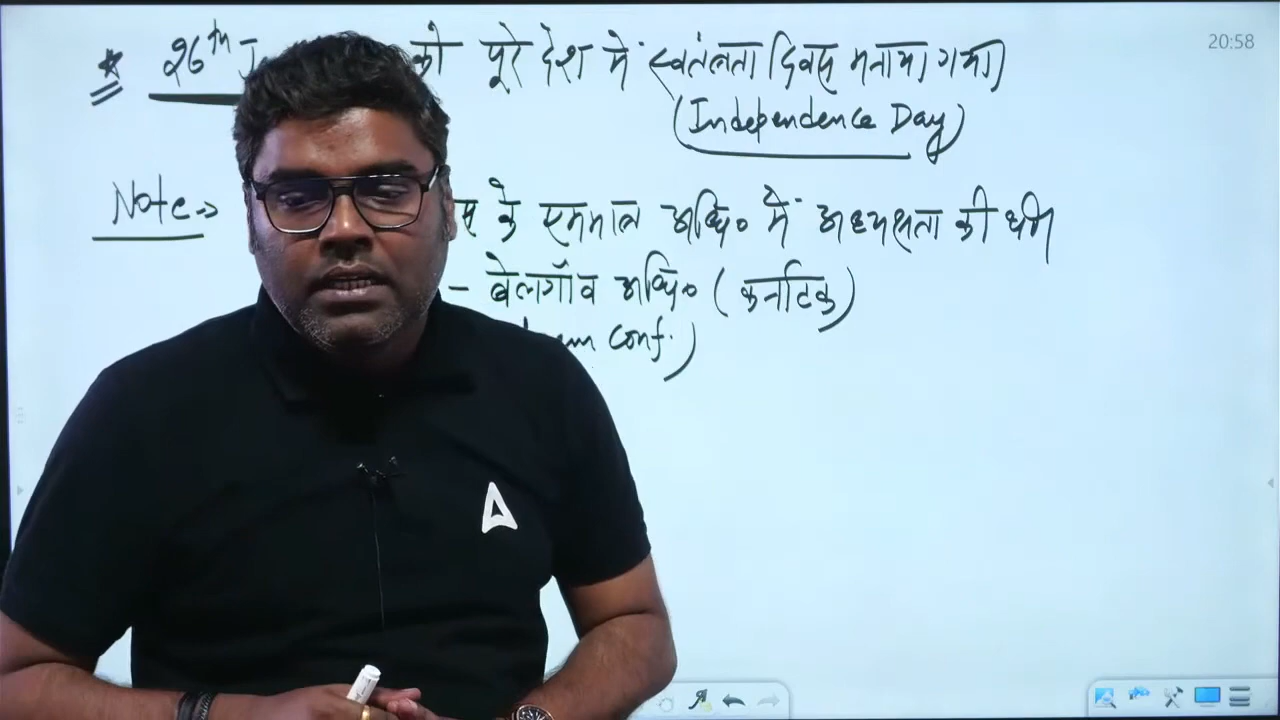 20:58
* 26th J को पूरे देश में स्वतंत्रता दिवस मनाया गया
(Independence Day)
Note के एकमात्र अधि० में अध्यक्षता की थी
- बेलगाँव अधि० (कर्नाटक)
Conf.)